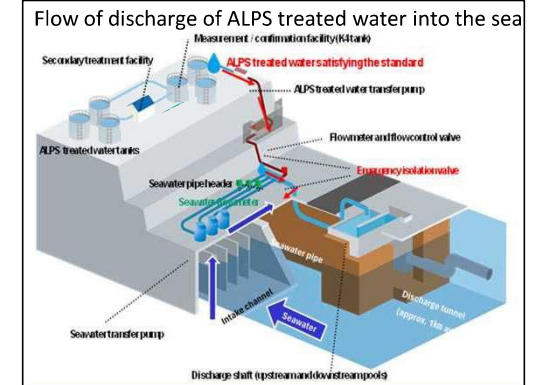 Flow of discharge of ALPS treated water into the sea
Measurement / confirmation facility (K4 tank)
Secondary treatment facility
ALPS treated water satisfying the standard
ALPS treated water transfer pump
ALPS treated water tanks
Flowmeter and flow control valve
Emergency isolation valve
Seawater pipe header
Seawater
Seawater pipe
Intake channel
Seawater
Discharge tunnel
(approx. 1km
Seawater transfer pump
Discharge shaft (upstream and downstream pools)